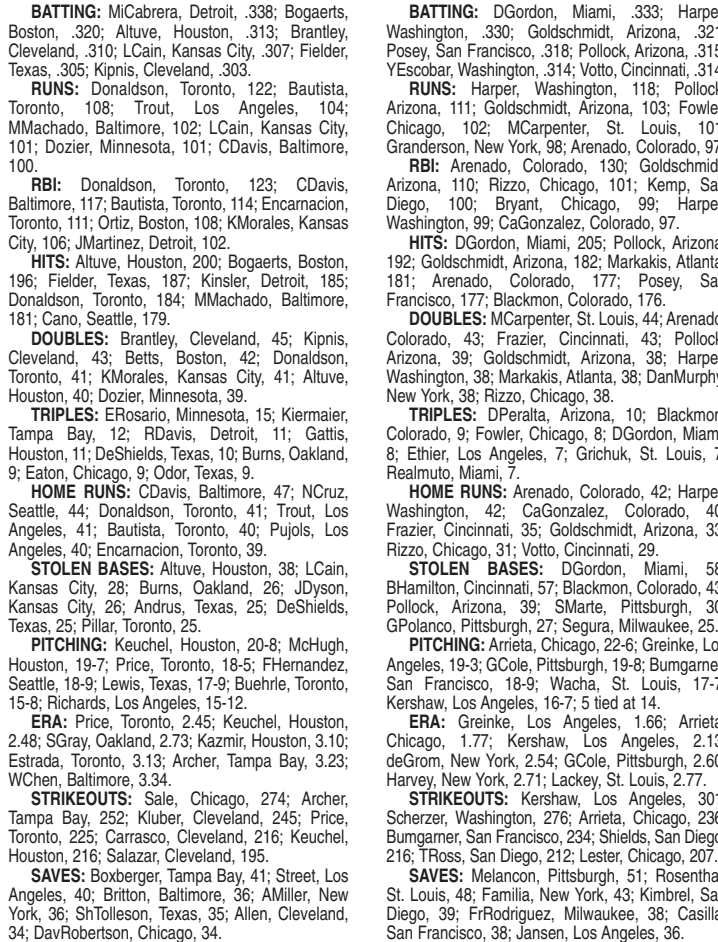 BATTING: MiCabrera, Detroit, .338; Bogaerts,
Boston, .320; Altuve, Houston, .313; Brantley,
Cleveland, .310; LCain, Kansas City, .307; Fielder,
Texas, .305; Kipnis, Cleveland, .303.
RUNS: Donaldson, Toronto, 122; Bautista,
Toronto, 108; Trout, Los Angeles, 104;
MMachado, Baltimore, 102; LCain, Kansas City,
101; Dozier, Minnesota, 101; CDavis, Baltimore,
100.
RBI: Donaldson, Toronto, 123; CDavis,
Baltimore, 117; Bautista, Toronto, 114; Encarnacion,
Toronto, 111; Ortiz, Boston, 108; KMorales, Kansas
City, 106; JMartinez, Detroit, 102.
HITS: Altuve, Houston, 200; Bogaerts, Boston,
196; Fielder, Texas, 187; Kinsler, Detroit, 185;
Donaldson, Toronto, 184; MMachado, Baltimore,
181; Cano, Seattle, 179.
DOUBLES: Brantley, Cleveland, 45; Kipnis,
Cleveland, 43; Betts, Boston, 42; Donaldson,
Toronto, 41; KMorales, Kansas City, 41; Altuve,
Houston, 40; Dozier, Minnesota, 39.
TRIPLES: ERosario, Minnesota, 15; Kiermaier,
Tampa Bay, 12; RDavis, Detroit, 11; Gattis,
Houston, 11; DeShields, Texas, 10; Burns, Oakland,
9; Eaton, Chicago, 9; Odor, Texas, 9.
HOME RUNS: CDavis, Baltimore, 47; NCruz,
Seattle, 44; Donaldson, Toronto, 41; Trout, Los
Angeles, 41; Bautista, Toronto, 40; Pujols, Los
Angeles, 40; Encarnacion, Toronto, 39.
STOLEN BASES: Altuve, Houston, 38; LCain,
Kansas City, 28; Burns, Oakland, 26; JDyson,
Kansas City, 26; Andrus, Texas, 25; DeShields,
Texas, 25; Pillar, Toronto, 25.
PITCHING: Keuchel, Houston, 20-8; McHugh,
Houston, 19-7; Price, Toronto, 18-5; FHernandez,
Seattle, 18-9; Lewis, Texas, 17-9; Buehrle, Toronto,
15-8; Richards, Los Angeles, 15-12.
ERA: Price, Toronto, 2.45; Keuchel, Houston,
2.48; SGray, Oakland, 2.73; Kazmir, Houston, 3.10;
Estrada, Toronto, 3.13; Archer, Tampa Bay, 3.23;
WChen, Baltimore, 3.34.
STRIKEOUTS: Sale, Chicago, 274; Archer,
Tampa Bay, 252; Kluber, Cleveland, 245; Price,
Toronto, 225; Carrasco, Cleveland, 216; Keuchel,
Houston, 216; Salazar, Cleveland, 195.
SAVES: Boxberger, Tampa Bay, 41; Street, Los
Angeles, 40; Britton, Baltimore, 36; AMiller, New
York, 36; ShTolleson, Texas, 35; Allen, Cleveland,
34; DavRobertson, Chicago, 34.
BATTING: DGordon, Miami, .333; Harpe
Washington, .330; Goldschmidt, Arizona, .321
Posey, San Francisco, .318; Pollock, Arizona, .315
YEscobar, Washington, .314; Votto, Cincinnati, .314
RUNS: Harper, Washington, 118; Pollock
Arizona, 111; Goldschmidt, Arizona, 103; Fowle
Chicago, 102; MCarpenter, St. Louis, 101
Granderson, New York, 98; Arenado, Colorado, 97
RBI: Arenado, Colorado, 130; Goldschmid
Arizona, 110; Rizzo, Chicago, 101; Kemp, Sa
Diego, 100; Bryant, Chicago, 99; Harpe
Washington, 99; CaGonzalez, Colorado, 97.
HITS: DGordon, Miami, 205; Pollock, Arizona
192; Goldschmidt, Arizona, 182; Markakis, Atlanta
181; Arenado, Colorado, 177; Posey, Sa
Francisco, 177; Blackmon, Colorado, 176.
DOUBLES: MCarpenter, St. Louis, 44; Arenado
Colorado, 43; Frazier, Cincinnati, 43; Pollock
Arizona, 39; Goldschmidt, Arizona, 38; Harpe
Washington, 38; Markakis, Atlanta, 38; DanMurphy
New York, 38; Rizzo, Chicago, 38.
TRIPLES: DPeralta, Arizona, 10; Blackmon
Colorado, 9; Fowler, Chicago, 8; DGordon, Miam
8; Ethier, Los Angeles, 7; Grichuk, St. Louis, 7
Realmuto, Miami, 7.
HOME RUNS: Arenado, Colorado, 42; Harpe
Washington, 42; CaGonzalez, Colorado, 40
Frazier, Cincinnati, 35; Goldschmidt, Arizona, 33
Rizzo, Chicago, 31; Votto, Cincinnati, 29.
STOLEN BASES: DGordon, Miami, 58
BHamilton, Cincinnati, 57; Blackmon, Colorado, 43
Pollock, Arizona, 39; SMarte, Pittsburgh, 30
GPolanco, Pittsburgh, 27; Segura, Milwaukee, 25.
PITCHING: Arrieta, Chicago, 22-6; Greinke, Lo
Angeles, 19-3; GCole, Pittsburgh, 19-8; Bumgarne
San Francisco, 18-9; Wacha, St. Louis, 17-7
Kershaw, Los Angeles, 16-7; 5 tied at 14.
ERA: Greinke, Los Angeles, 1.66; Arrieta
Chicago, 1.77; Kershaw, Los Angeles, 2.13
deGrom, New York, 2.54; GCole, Pittsburgh, 2.60
Harvey, New York, 2.71; Lackey, St. Louis, 2.77.
STRIKEOUTS: Kershaw, Los Angeles, 301
Scherzer, Washington, 276; Arrieta, Chicago, 236
Bumgarner, San Francisco, 234; Shields, San Diego
216; TRoss, San Diego, 212; Lester, Chicago, 207.
SAVES: Melancon, Pittsburgh, 51; Rosentha
St. Louis, 48; Familia, New York, 43; Kimbrel, Sa
Diego, 39; FrRodriguez, Milwaukee, 38; Casilla
San Francisco, 38; Jansen, Los Angeles, 36.